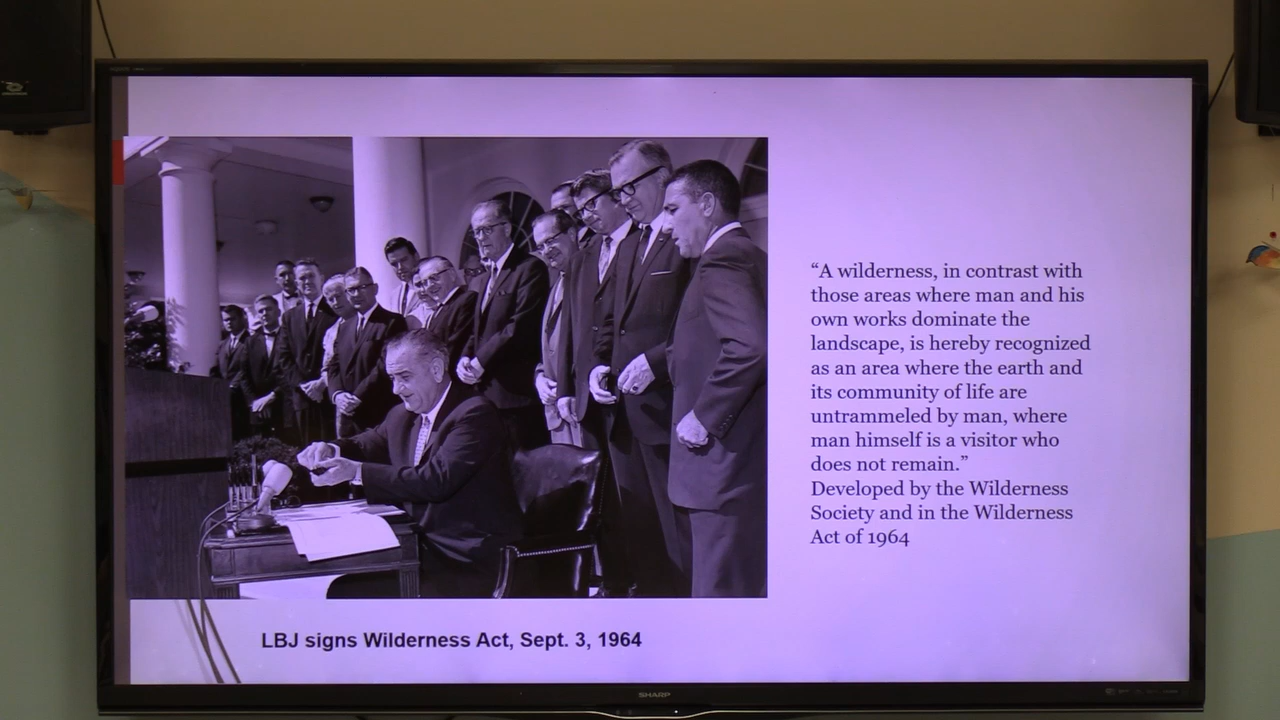 “A wilderness, in contrast with
those areas where man and his
own works dominate the
landscape, is hereby recognized
as an area where the earth and
its community of life are
untrammeled by man, where
man himself is a visitor who
does not remain.”
Developed by the Wilderness
Society and in the Wilderness
Act of 1964
LBJ signs Wilderness Act, Sept. 3, 1964
SHARP